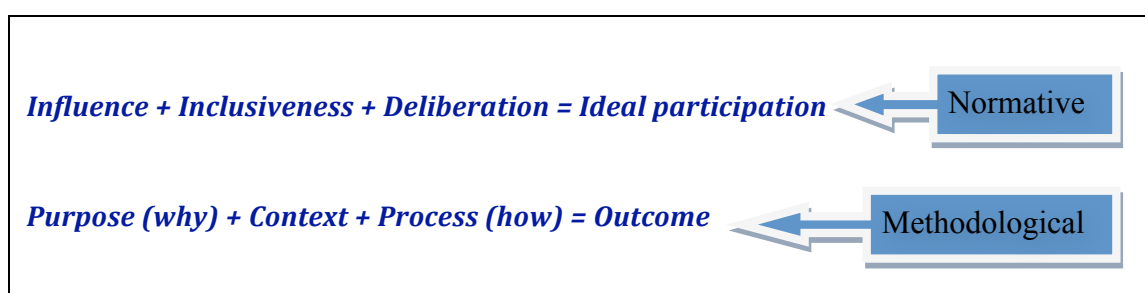 Influence + Inclusiveness + Deliberation = Ideal participation
Normative
Purpose (why) + Context + Process (how) = Outcome
Methodological